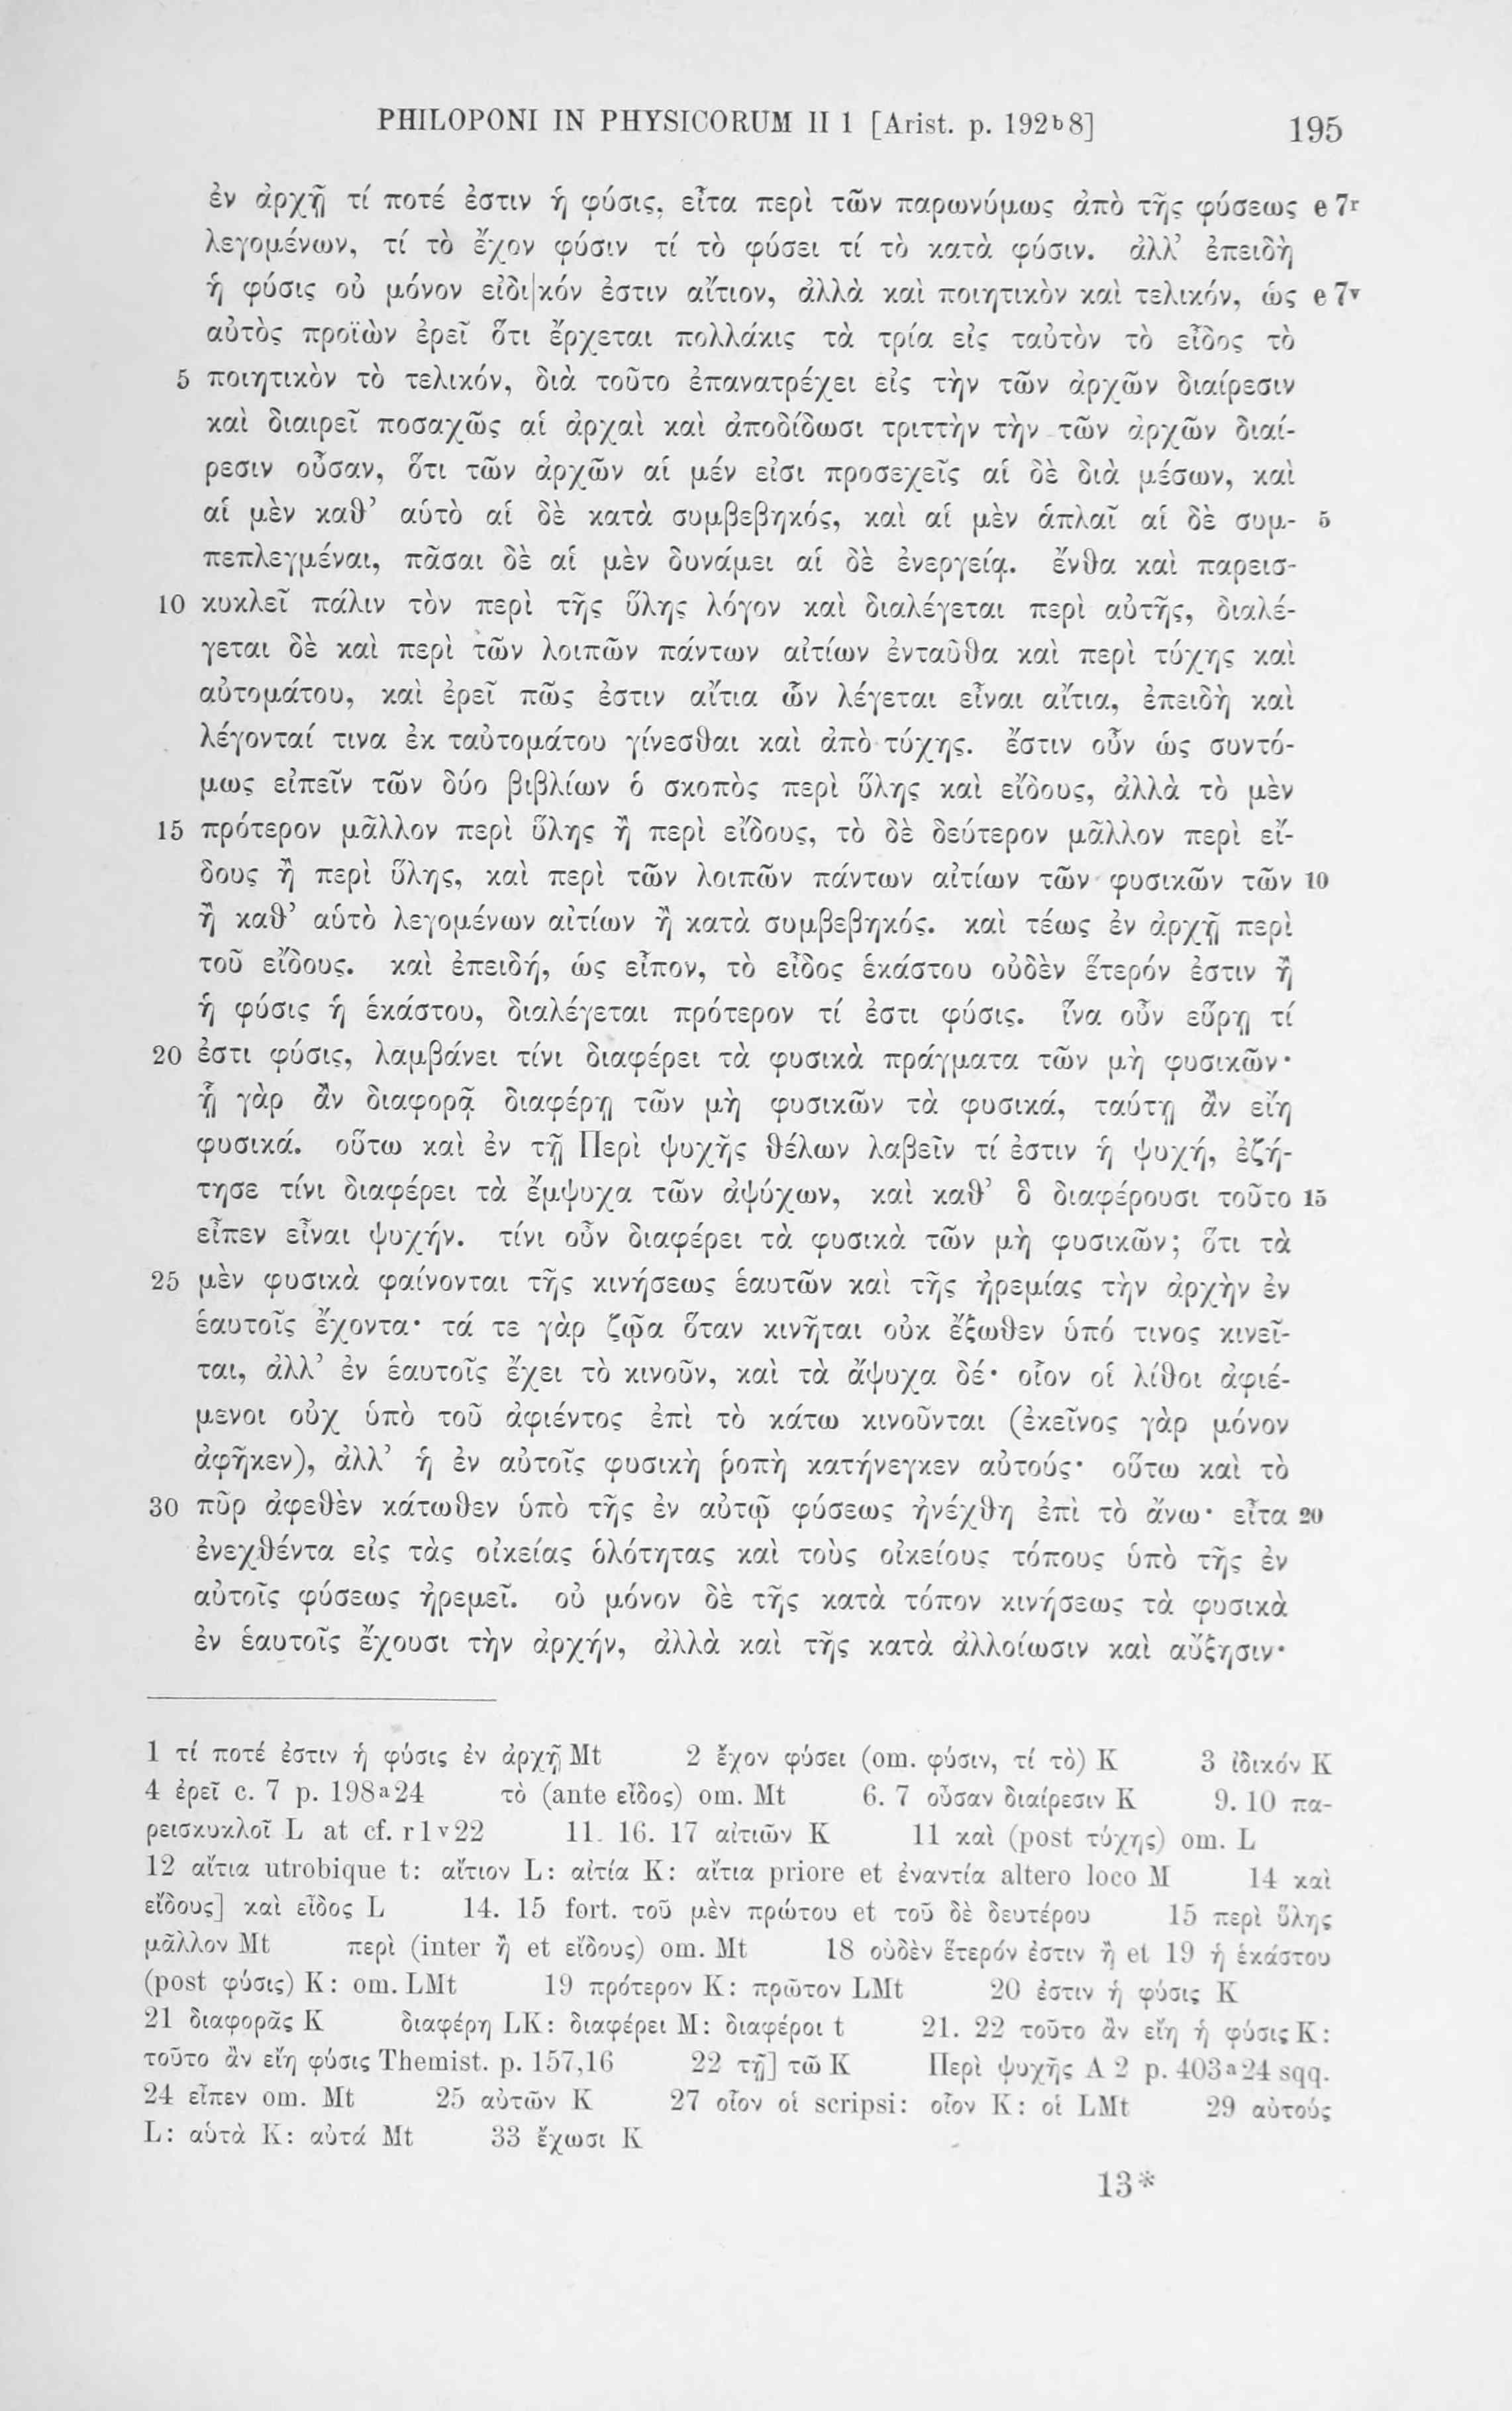 PHILOPONI IN PHYSICORUM II 1 [Arist. p. 192b8] 195
ἐν ἀρχῇ τί ποτέ ἐστιν ἡ φύσις, εἶτα περὶ τῶν παρωνύμως ἀπὸ τῆς φύσεως e 7r
λεγομένων, τί τὸ ἔχον φύσιν τί τὸ φύσει τί τὸ κατὰ φύσιν. ἀλλ’ ἐπειδὴ
ἡ φύσις οὐ μόνον εἰδι|κόν ἐστιν αἴτιον, ἀλλὰ καὶ ποιητικὸν καὶ τελικόν, ὡς e 7v
αὐτὸς προϊὼν ἐρεῖ ὅτι ἔρχεται πολλάκις τὰ τρία εἰς ταὐτὸν τὸ εἶδος τὸ
5 ποιητικὸν τὸ τελικόν, διὰ τοῦτο ἐπανατρέχει εἰς τὴν τῶν ἀρχῶν διαίρεσιν
καὶ διαιρεῖ ποσαχῶς αἱ ἀρχαὶ καὶ ἀποδίδωσι τριττὴν τὴν τῶν ἀρχῶν διαί-
ρεσιν οὖσαν, ὅτι τῶν ἀρχῶν αἱ μέν εἰσι προσεχεῖς αἱ δὲ διὰ μέσων, καὶ
αἱ μὲν καθ’ αὑτὸ αἱ δὲ κατὰ συμβεβηκός, καὶ αἱ μὲν ἁπλαῖ αἱ δὲ συμ- 5
πεπλεγμέναι, πᾶσαι δὲ αἱ μὲν δυνάμει αἱ δὲ ἐνεργείᾳ. ἔνθα καὶ παρεισ-
10 κυκλεῖ πάλιν τὸν περὶ τῆς ὕλης λόγον καὶ διαλέγεται περὶ αὐτῆς, διαλέ-
γεται δὲ καὶ περὶ τῶν λοιπῶν πάντων αἰτίων ἐνταῦθα καὶ περὶ τύχης καὶ
αὐτομάτου, καὶ ἐρεῖ πῶς ἐστιν αἴτια ὧν λέγεται εἶναι αἴτια, ἐπειδὴ καὶ
λέγονταί τινα ἐκ ταὐτομάτου γίνεσθαι καὶ ἀπὸ τύχης. ἔστιν οὖν ὡς συντό-
μως εἰπεῖν τῶν δύο βιβλίων ὁ σκοπὸς περὶ ὕλης καὶ εἴδους, ἀλλὰ τὸ μὲν
15 πρότερον μᾶλλον περὶ ὕλης ἢ περὶ εἴδους, τὸ δὲ δεύτερον μᾶλλον περὶ εἴ-
δους ἢ περὶ ὕλης, καὶ περὶ τῶν λοιπῶν πάντων αἰτίων τῶν φυσικῶν τῶν 10
ἢ καθ’ αὑτὸ λεγομένων αἰτίων ἢ κατὰ συμβεβηκός. καὶ τέως ἐν ἀρχῇ περὶ
τοῦ εἴδους. καὶ ἐπειδή, ὡς εἶπον, τὸ εἶδος ἑκάστου οὐδὲν ἕτερόν ἐστιν ἢ
ἡ φύσις ἡ ἑκάστου, διαλέγεται πρότερον τί ἐστι φύσις. ἵνα οὖν εὕρῃ τί
20 ἐστι φύσις, λαμβάνει τίνι διαφέρει τὰ φυσικὰ πράγματα τῶν μὴ φυσικῶν·
ᾗ γὰρ ἂν διαφορᾷ διαφέρῃ τῶν μὴ φυσικῶν τὰ φυσικά, ταύτῃ ἂν εἴη
φυσικά. οὕτω καὶ ἐν τῇ Περὶ ψυχῆς θέλων λαβεῖν τί ἐστιν ἡ ψυχή, ἐζή-
τησε τίνι διαφέρει τὰ ἔμψυχα τῶν ἀψύχων, καὶ καθ’ ὃ διαφέρουσι τοῦτο 15
εἶπεν εἶναι ψυχήν. τίνι οὖν διαφέρει τὰ φυσικὰ τῶν μὴ φυσικῶν; ὅτι τὰ
25 μὲν φυσικὰ φαίνονται τῆς κινήσεως ἑαυτῶν καὶ τῆς ἠρεμίας τὴν ἀρχὴν ἐν
ἑαυτοῖς ἔχοντα· τά τε γὰρ ζῷα ὅταν κινῆται οὐκ ἔξωθεν ὑπό τινος κινεῖ-
ται, ἀλλ’ ἐν ἑαυτοῖς ἔχει τὸ κινοῦν, καὶ τὰ ἄψυχα δέ· οἷον οἱ λίθοι ἀφιέ-
μενοι οὐχ ὑπὸ τοῦ ἀφιέντος ἐπὶ τὸ κάτω κινοῦνται (ἐκεῖνος γὰρ μόνον
ἀφῆκεν), ἀλλ’ ἡ ἐν αὐτοῖς φυσικὴ ῥοπὴ κατήνεγκεν αὐτούς· οὕτω καὶ τὸ
30 πῦρ ἀφεθὲν κάτωθεν ὑπὸ τῆς ἐν αὐτῷ φύσεως ἠνέχθη ἐπὶ τὸ ἄνω· εἶτα 20
ἐνεχθέντα εἰς τὰς οἰκείας ὁλότητας καὶ τοὺς οἰκείους τόπους ὑπὸ τῆς ἐν
αὐτοῖς φύσεως ἠρεμεῖ. οὐ μόνον δὲ τῆς κατὰ τόπον κινήσεως τὰ φυσικὰ
ἐν ἑαυτοῖς ἔχουσι τὴν ἀρχήν, ἀλλὰ καὶ τῆς κατὰ ἀλλοίωσιν καὶ αὔξησιν·
1 τί ποτέ ἐστιν ἡ φύσις ἐν ἀρχῇ Mt 2 ἔχον φύσει (om. φύσιν, τί τὸ) K 3 ἰδικόν K
4 ἐρεῖ c. 7 p. 198a24 τὸ (ante εἶδος) om. Mt 6. 7 οὖσαν διαίρεσιν K 9. 10 πα-
ρεισκυκλοῖ L at cf. r 1v 22 11. 16. 17 αἰτιῶν K 11 καὶ (post τύχης) om. L
12 αἴτια utrobique t: αἴτιον L: αἰτία K: αἴτια priore et ἐναντία altero loco M 14 καὶ
εἴδους] καὶ εἶδος L 14. 15 fort. τοῦ μὲν πρώτου et τοῦ δὲ δευτέρου 15 περὶ ὕλης
μᾶλλον Mt περὶ (inter ἢ et εἴδους) om. Mt 18 οὐδὲν ἕτερόν ἐστιν ἢ et 19 ἡ ἑκάστου
(post φύσις) K: om. LMt 19 πρότερον K: πρῶτον LMt 20 ἐστιν ἡ φύσις K
21 διαφορᾶς K διαφέρῃ LK: διαφέρει M: διαφέροι t 21. 22 τοῦτο ἂν εἴη ἡ φύσις K:
τοῦτο ἂν εἴη φύσις Themist. p. 157,16 22 τῇ] τῶ K Περὶ ψυχῆς A 2 p. 403a24 sqq.
24 εἶπεν om. Mt 25 αὐτῶν K 27 οἷον οἱ scripsi: οἷον K: οἱ LMt 29 αὐτούς
L: αὑτὰ K: αὐτά Mt 33 ἔχωσι K
13*